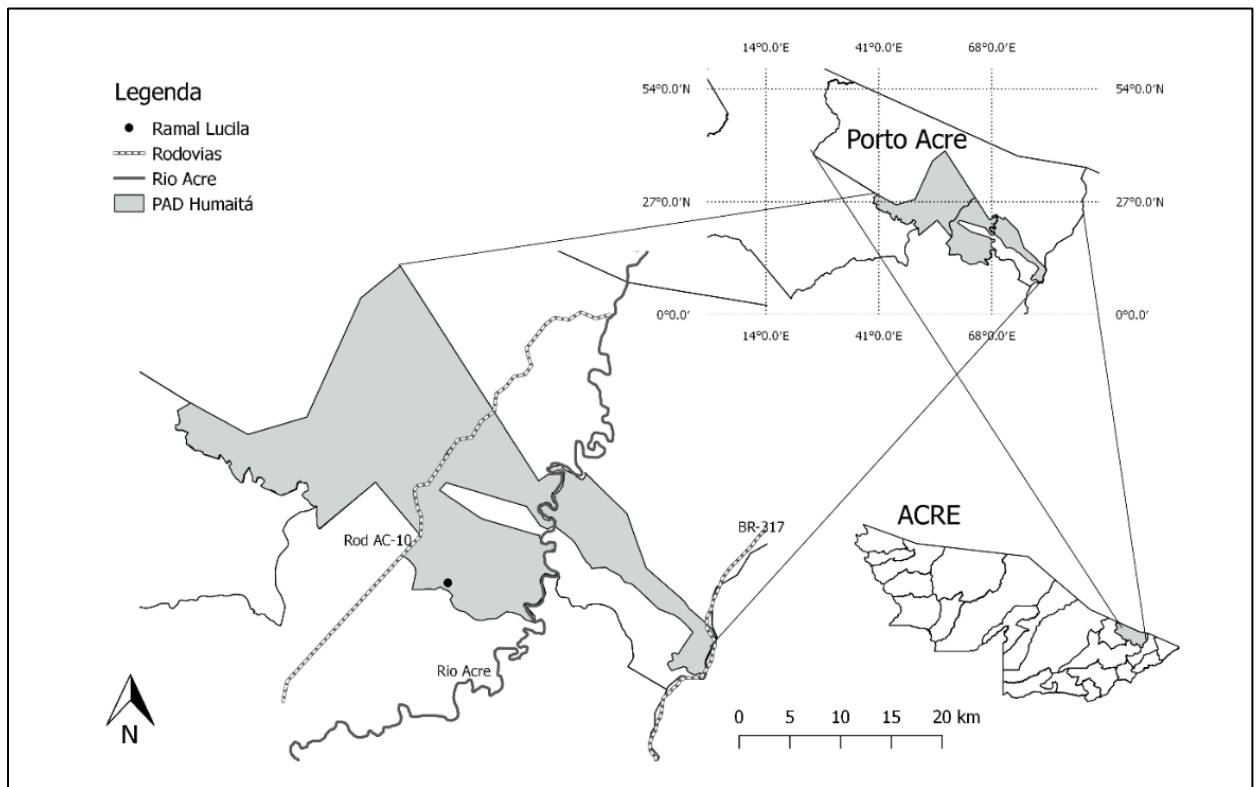 Legenda
Ramal Lucila
Rodovias
Rio Acre
PAD Humaitá
14°0.0′E 41°0.0′E 68°0.0′E
54°0.0′N 54°0.0′N
Porto Acre
27°0.0′N 27°0.0′N
0°0.0′ 0°0.0′
14°0.0′E 41°0.0′E 68°0.0′E
Rod AC-10
BR-317
ACRE
Rio Acre
N
0 5 10 15 20 km